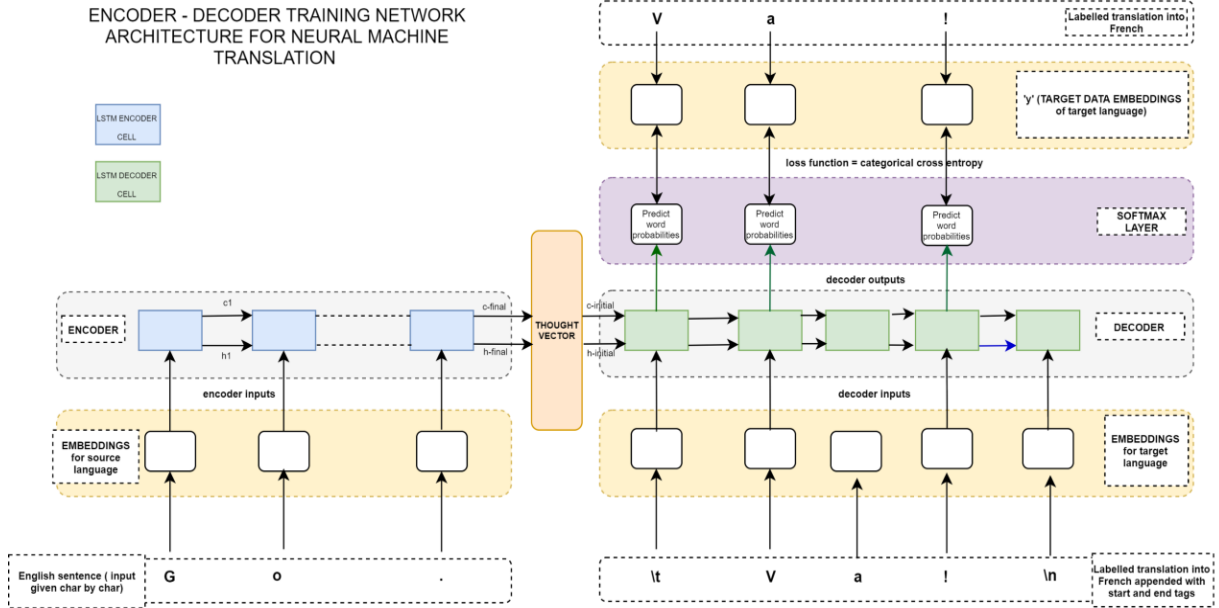 ENCODER - DECODER TRAINING NETWORK
ARCHITECTURE FOR NEURAL MACHINE
TRANSLATION
V a !
Labelled translation into
French
'y' (TARGET DATA EMBEDDINGS
of target language)
LSTM ENCODER
CELL
LSTM DECODER
CELL
loss function = categorical cross entropy
Predict
word
probabilities
Predict
word
probabilities
Predict
word
probabilities
SOFTMAX
LAYER
decoder outputs
ENCODER
c1
h1
c-final
h-final
THOUGHT
VECTOR
c-initial
h-initial
DECODER
encoder inputs
decoder inputs
EMBEDDINGS
for source
language
EMBEDDINGS
for target
language
English sentence ( input
given char by char)
G o .
\t V a ! \n
Labelled translation into
French appended with
start and end tags